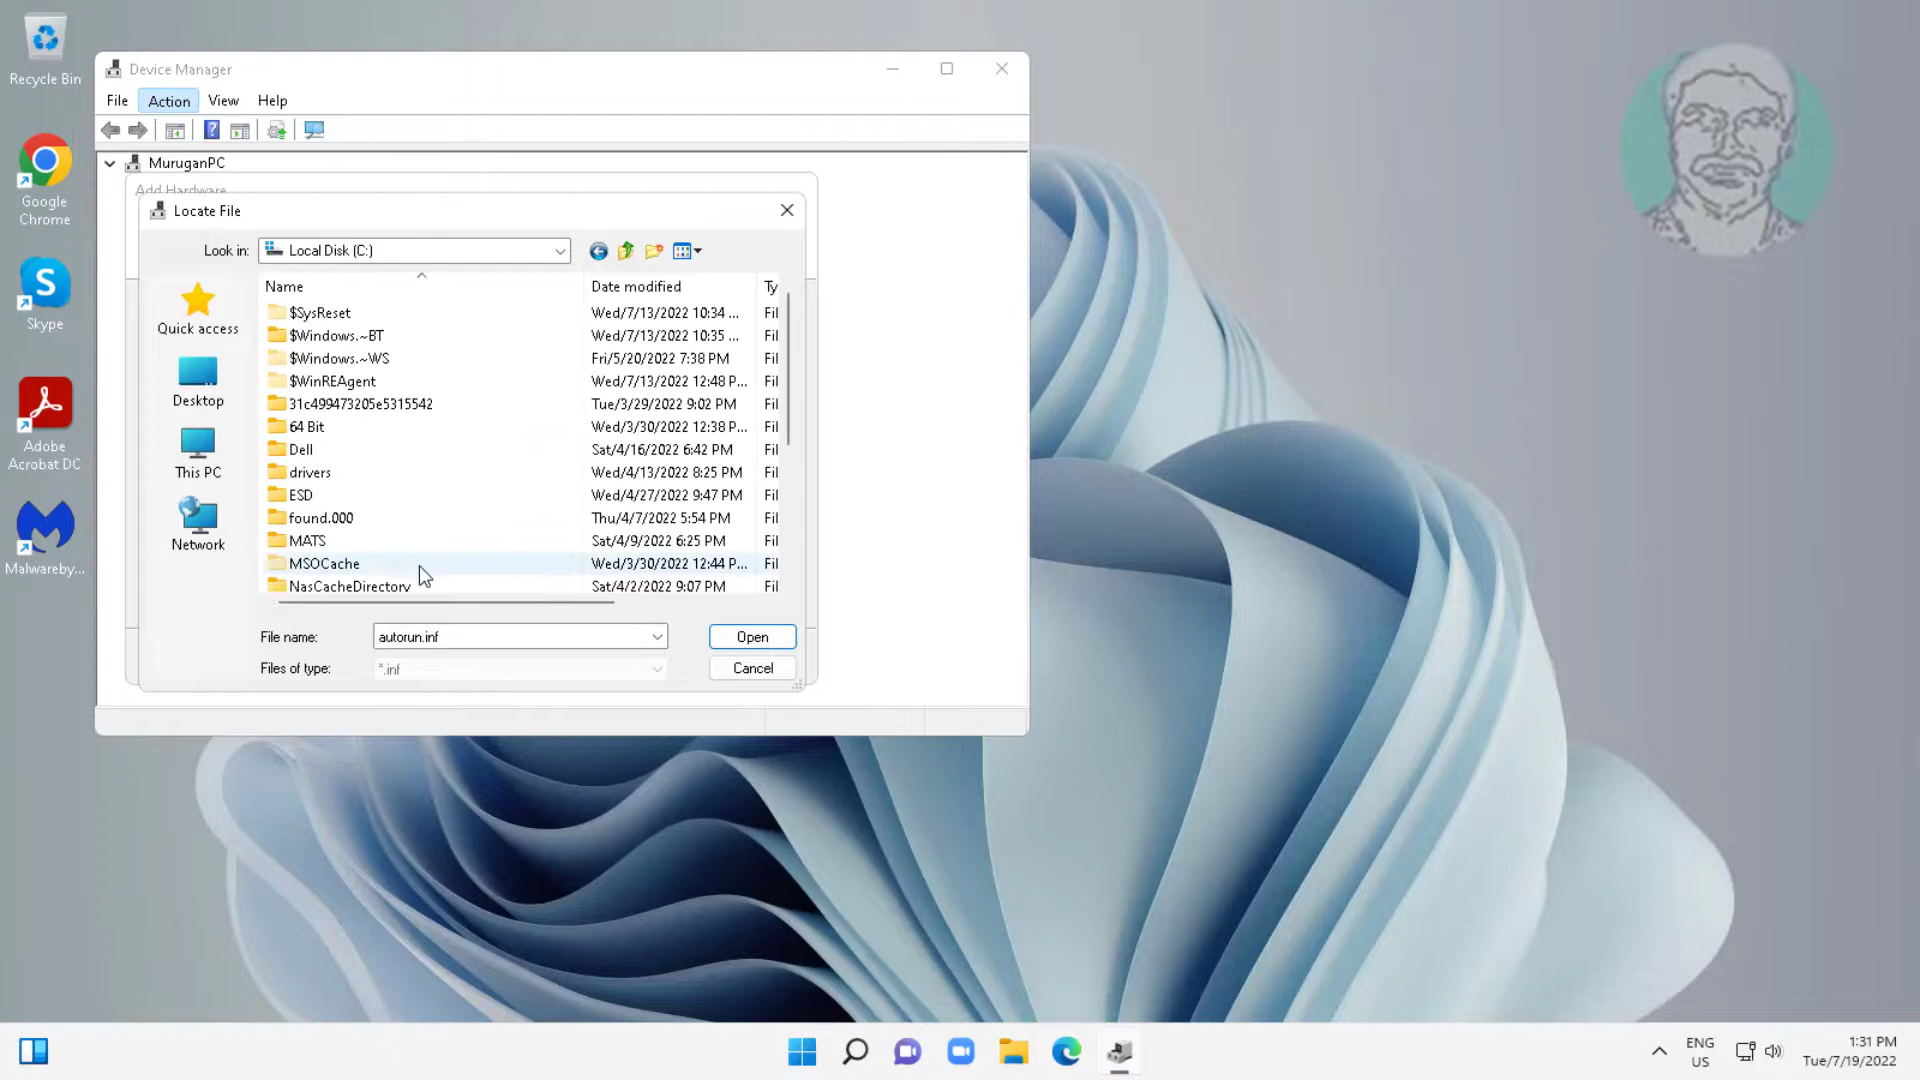 Recycle Bin
Google
Chrome
Skype
Adobe
Acrobat DC
Malwareby...
Device Manager
File Action View Help
MuruganPC
Add Hardware
Locate File
Look in: Local Disk (C:)
Quick access
Desktop
This PC
Network
Name Date modified Ty
$SysReset Wed/7/13/2022 10:34 ... Fil
$Windows.~BT Wed/7/13/2022 10:35 ... Fil
$Windows.~WS Fri/5/20/2022 7:38 PM Fil
$WinREAgent Wed/7/13/2022 12:48 P... Fil
31c499473205e5315542 Tue/3/29/2022 9:02 PM Fil
64 Bit Wed/3/30/2022 12:38 P... Fil
Dell Sat/4/16/2022 6:42 PM Fil
drivers Wed/4/13/2022 8:25 PM Fil
ESD Wed/4/27/2022 9:47 PM Fil
found.000 Thu/4/7/2022 5:54 PM Fil
MATS Sat/4/9/2022 6:25 PM Fil
MSOCache Wed/3/30/2022 12:44 P... Fil
NasCacheDirectory Sat/4/2/2022 9:07 PM Fil
File name: autorun.inf Open
Files of type: *.inf Cancel
ENG
US
1:31 PM
Tue/7/19/2022